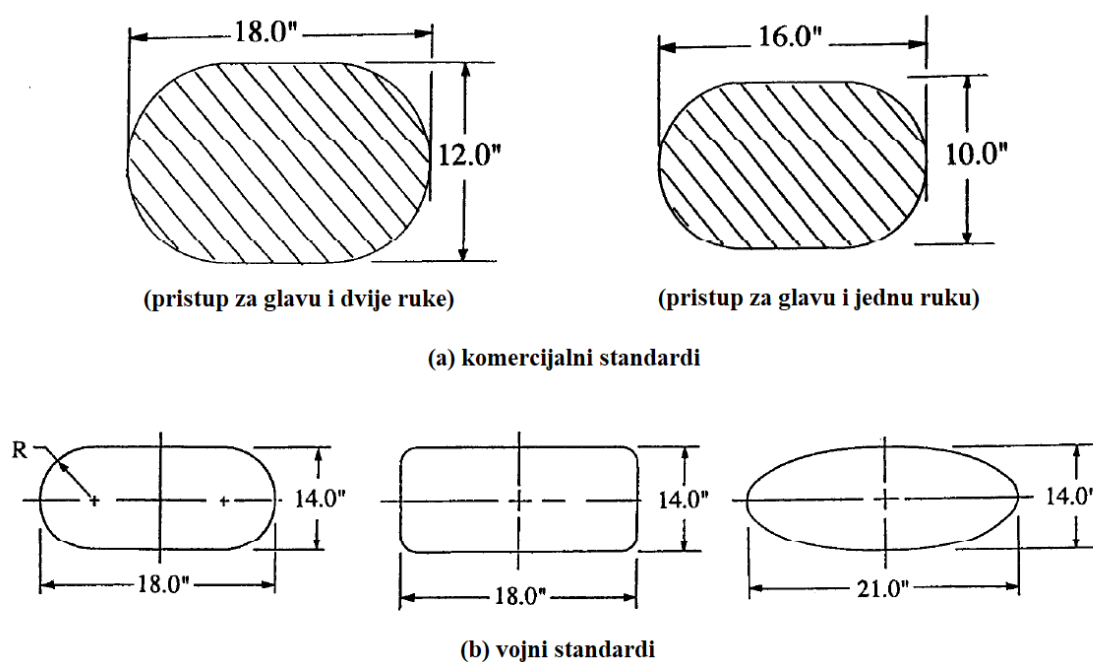 18.0"
12.0"
16.0"
10.0"
(pristup za glavu i dvije ruke)
(pristup za glavu i jednu ruku)
(a) komercijalni standardi
R
14.0"
18.0"
14.0"
18.0"
14.0"
21.0"
(b) vojni standardi